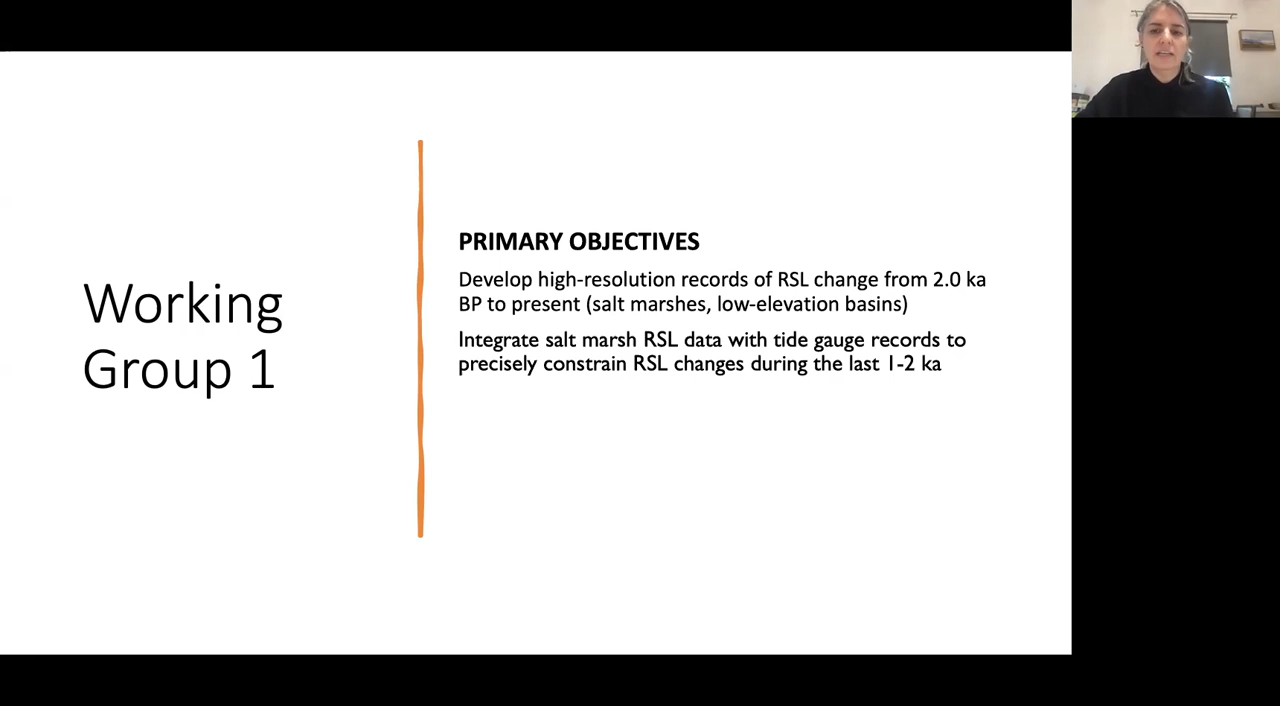 Working
Group 1
PRIMARY OBJECTIVES
Develop high-resolution records of RSL change from 2.0 ka
BP to present (salt marshes, low-elevation basins)
Integrate salt marsh RSL data with tide gauge records to
precisely constrain RSL changes during the last 1-2 ka